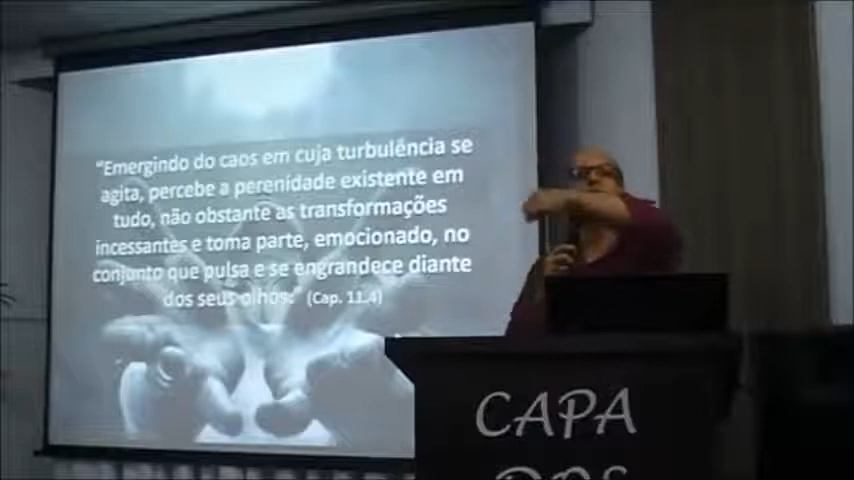 "Emergindo do caos em cuja turbulência se
agita, percebe a perenidade existente em
tudo, não obstante as transformações
incessantes e toma parte, emocionado, no
conjunto que pulsa e se engrandece diante
dos seus olhos." (Cap. 11.4)
CAPA
DOS